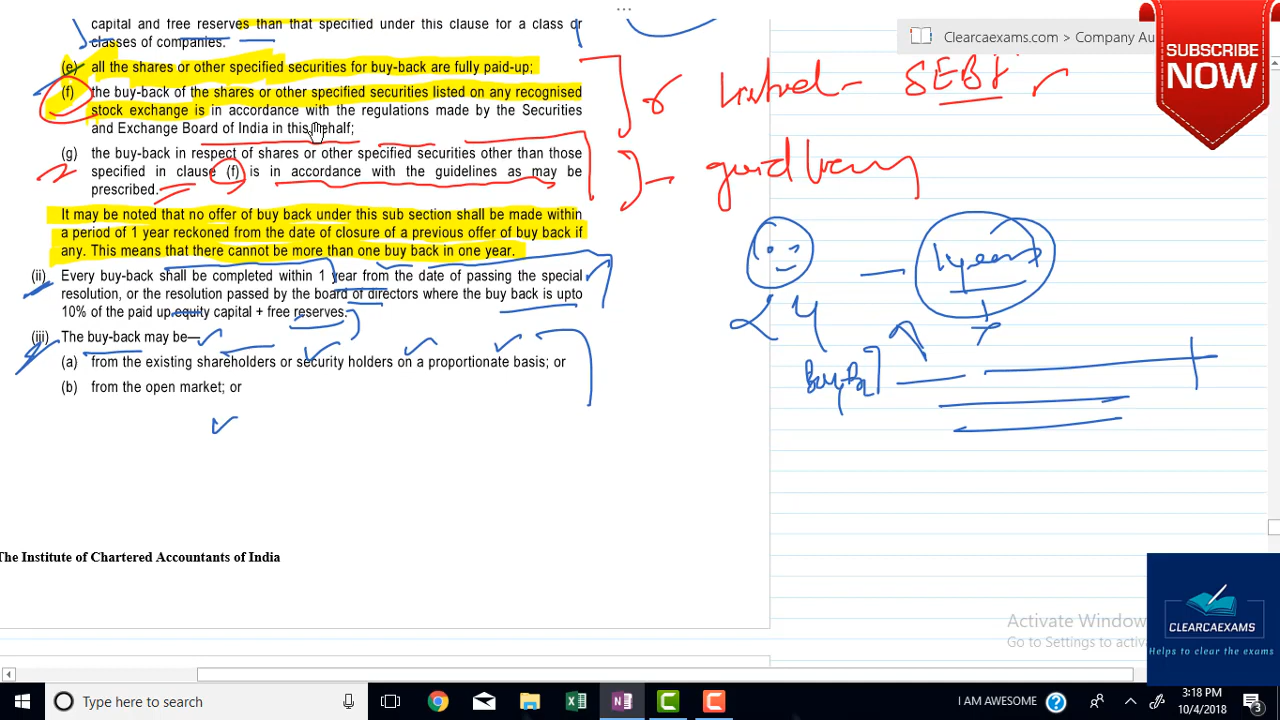 capital and free reserves than that specified under this clause for a class or
classes of companies.
(e) all the shares or other specified securities for buy-back are fully paid-up;
(f) the buy-back of the shares or other specified securities listed on any recognised
stock exchange is in accordance with the regulations made by the Securities
and Exchange Board of India in this behalf;
(g) the buy-back in respect of shares or other specified securities other than those
specified in clause (f) is in accordance with the guidelines as may be
prescribed.
It may be noted that no offer of buy back under this sub section shall be made within
a period of 1 year reckoned from the date of closure of a previous offer of buy back if
any. This means that there cannot be more than one buy back in one year.
(ii) Every buy-back shall be completed within 1 year from the date of passing the special
resolution, or the resolution passed by the board of directors where the buy back is upto
10% of the paid up equity capital + free reserves.
(iii) The buy-back may be—
(a) from the existing shareholders or security holders on a proportionate basis; or
(b) from the open market; or
The Institute of Chartered Accountants of India
Clearcaexams.com > Company Au
SUBSCRIBE
NOW
SEBI
1 year
CLEARCAEXAMS
Helps to clear the exams
Activate Window
Go to Settings to activ
Type here to search
I AM AWESOME
3:18 PM
10/4/2018
3